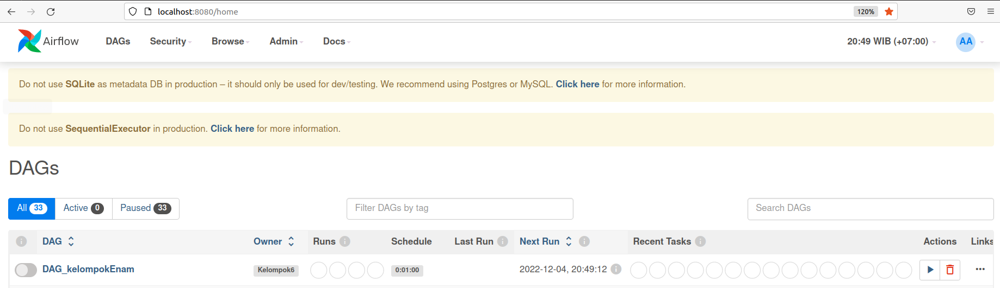 localhost:8080/home
120%
Airflow
DAGs
Security
Browse
Admin
Docs
20:49 WIB (+07:00)
AA
Do not use SQLite as metadata DB in production – it should only be used for dev/testing. We recommend using Postgres or MySQL. Click here for more information.
Do not use SequentialExecutor in production. Click here for more information.
DAGs
All 33
Active 0
Paused 33
Filter DAGs by tag
Search DAGs
DAG
Owner
Runs
Schedule
Last Run
Next Run
Recent Tasks
Actions
Links
DAG_kelompokEnam
Kelompok6
0:01:00
2022-12-04, 20:49:12